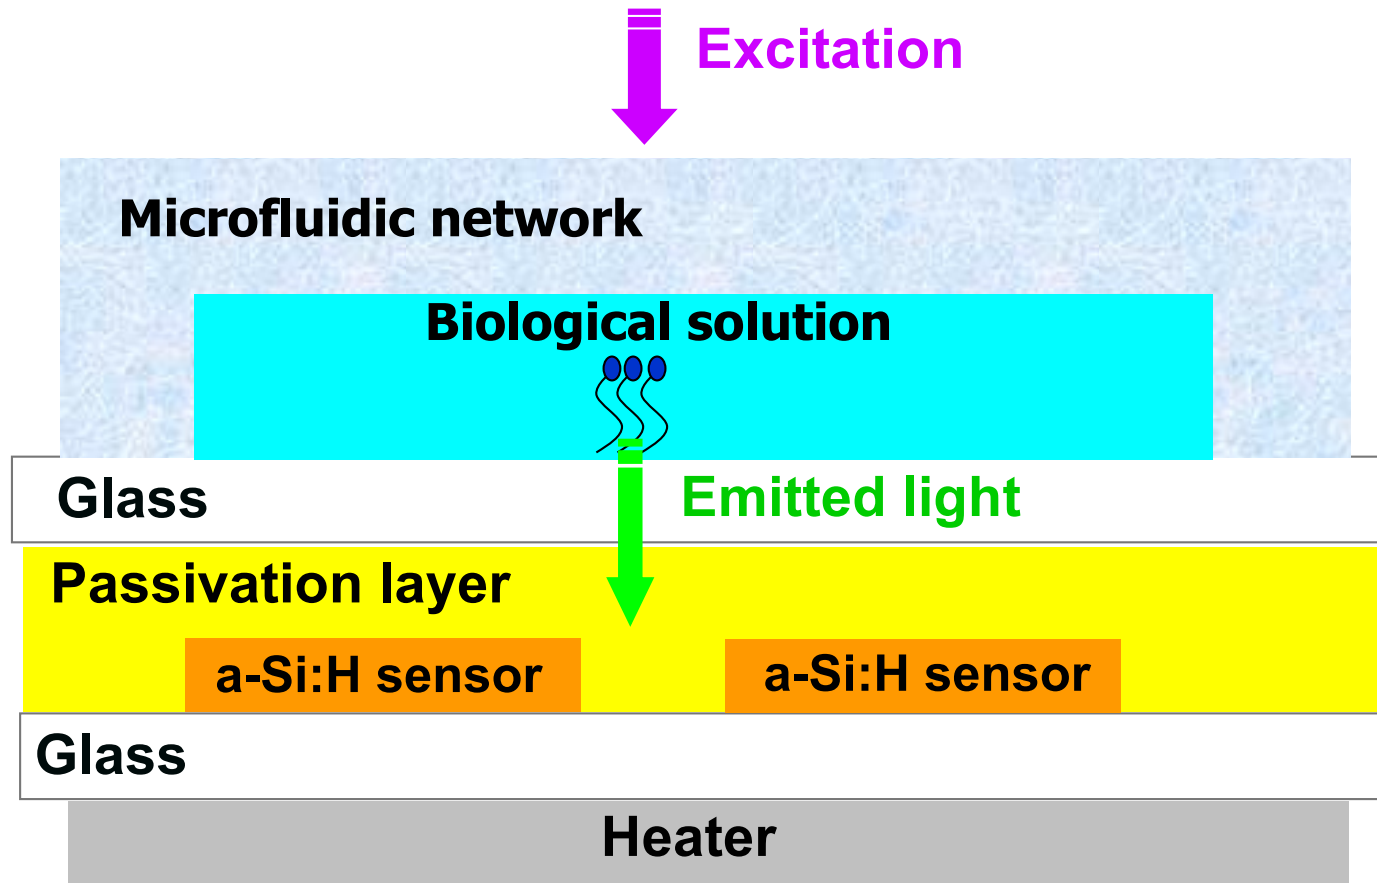 Excitation
Microfluidic network
Biological solution
Glass
Emitted light
Passivation layer
a-Si:H sensor
a-Si:H sensor
Glass
Heater